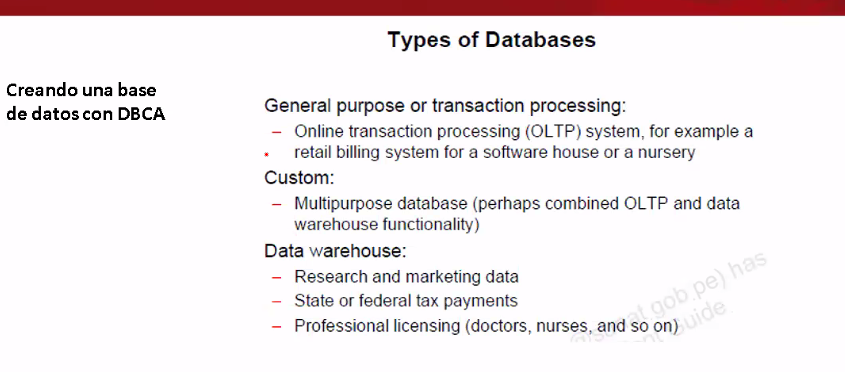 Types of Databases
Creando una base
de datos con DBCA
General purpose or transaction processing:
– Online transaction processing (OLTP) system, for example a
retail billing system for a software house or a nursery
Custom:
– Multipurpose database (perhaps combined OLTP and data
warehouse functionality)
Data warehouse:
– Research and marketing data
– State or federal tax payments
– Professional licensing (doctors, nurses, and so on)
gob.pe) has
Guide